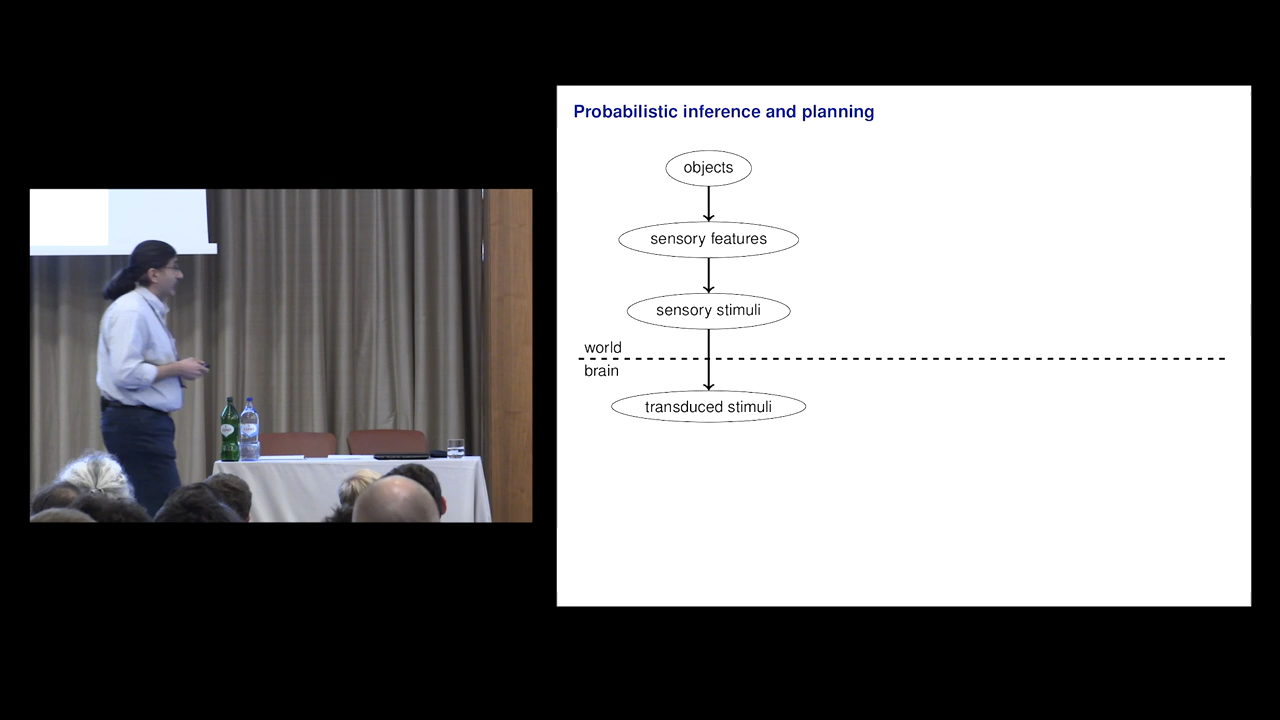 Probabilistic inference and planning
objects
sensory features
sensory stimuli
world
brain
transduced stimuli